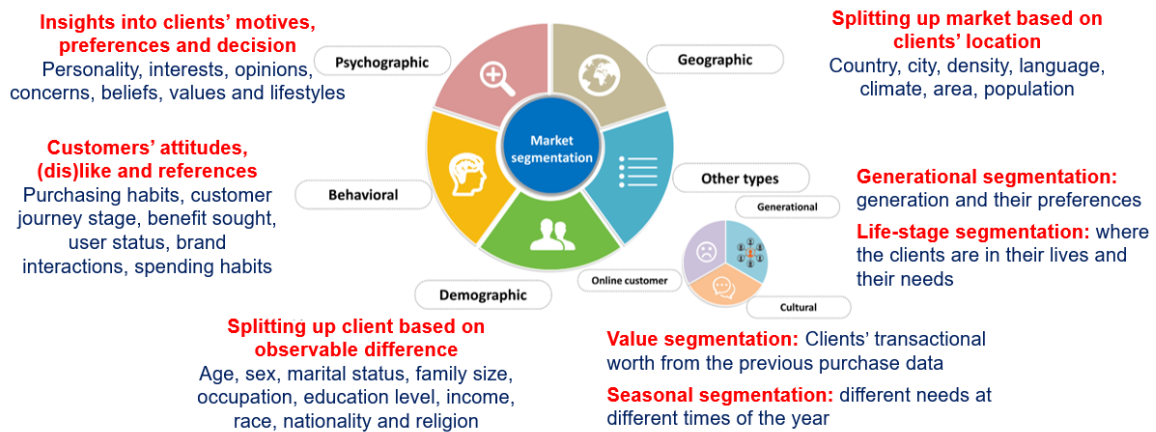 Insights into clients' motives,
preferences and decision
Personality, interests, opinions,
concerns, beliefs, values and lifestyles
Psychographic
Geographic
Splitting up market based on
clients' location
Country, city, density, language,
climate, area, population
Market
segmentation
Customers' attitudes,
(dis)like and references
Purchasing habits, customer
journey stage, benefit sought,
user status, brand
interactions, spending habits
Behavioral
Other types
Generational
Online customer
Cultural
Generational segmentation:
generation and their preferences
Life-stage segmentation: where
the clients are in their lives and
their needs
Demographic
Splitting up client based on
observable difference
Age, sex, marital status, family size,
occupation, education level, income,
race, nationality and religion
Value segmentation: Clients' transactional
worth from the previous purchase data
Seasonal segmentation: different needs at
different times of the year